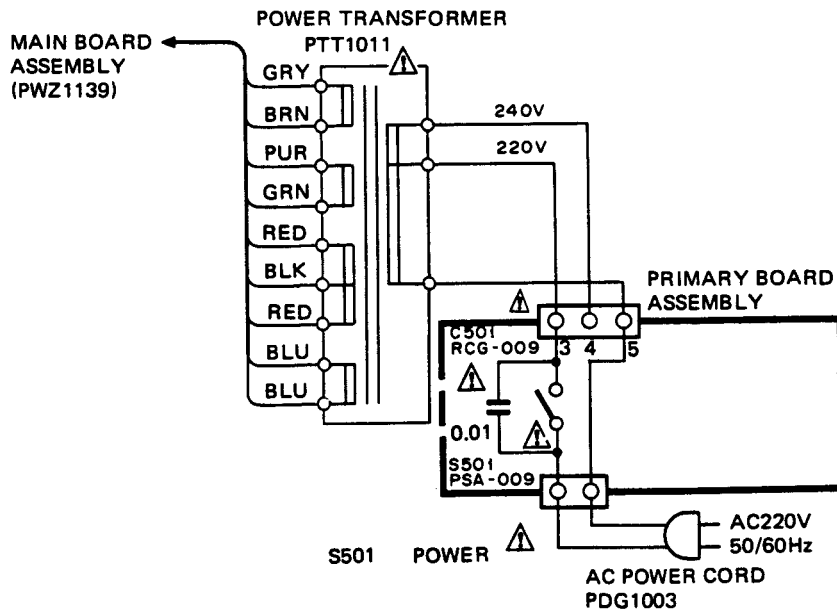 POWER TRANSFORMER
PTT1011
MAIN BOARD
ASSEMBLY
(PWZ1139)
GRY
BRN
PUR
GRN
RED
BLK
RED
BLU
BLU
240V
220V
PRIMARY BOARD
ASSEMBLY
C501
RCG-009
3 4 5
0.01
S501
PSA-009
S501 POWER
AC220V
50/60Hz
AC POWER CORD
PDG1003